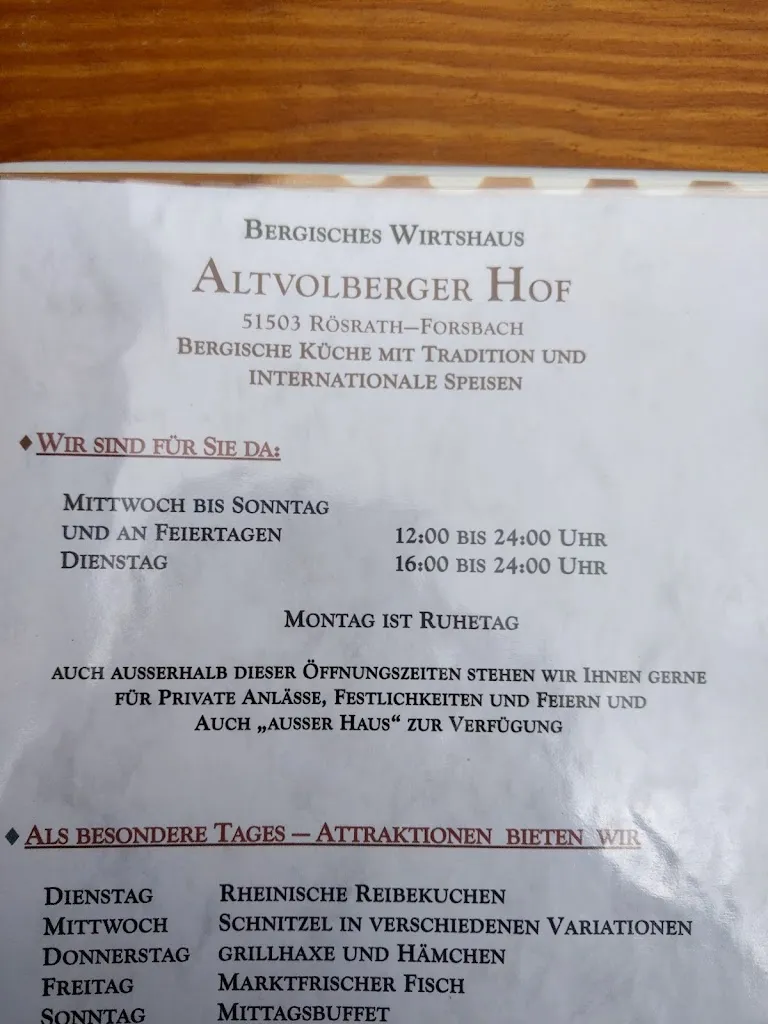 Bergisches Wirtshaus
Altvolberger Hof
51503 Rösrath–Forsbach
Bergische Küche mit Tradition und
internationale Speisen
♦ Wir sind für Sie da:
Mittwoch bis Sonntag
und an Feiertagen 12:00 bis 24:00 Uhr
Dienstag 16:00 bis 24:00 Uhr
Montag ist Ruhetag
auch ausserhalb dieser Öffnungszeiten stehen wir Ihnen gerne
für Private Anlässe, Festlichkeiten und Feiern und
Auch „ausser Haus“ zur Verfügung
♦ Als besondere Tages – Attraktionen bieten wir
Dienstag Rheinische Reibekuchen
Mittwoch Schnitzel in verschiedenen Variationen
Donnerstag grillhaxe und Hämchen
Freitag Marktfrischer Fisch
Sonntag Mittagsbuffet